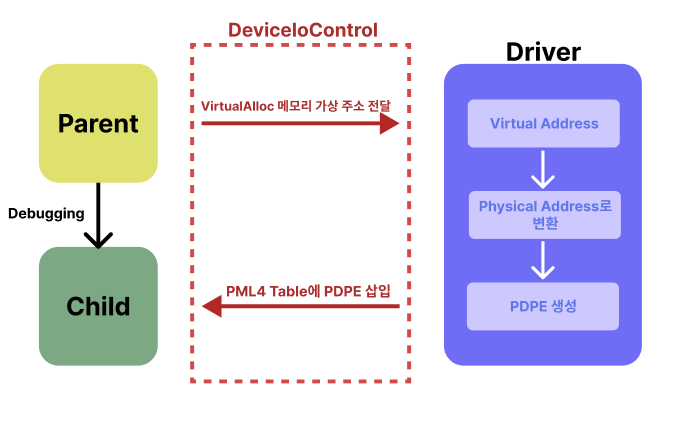 DeviceIoControl
Driver
Parent
VirtualAlloc 메모리 가상 주소 전달
Virtual Address
Debugging
Physical Address로
변환
Child
PML4 Table에 PDPE 삽입
PDPE 생성